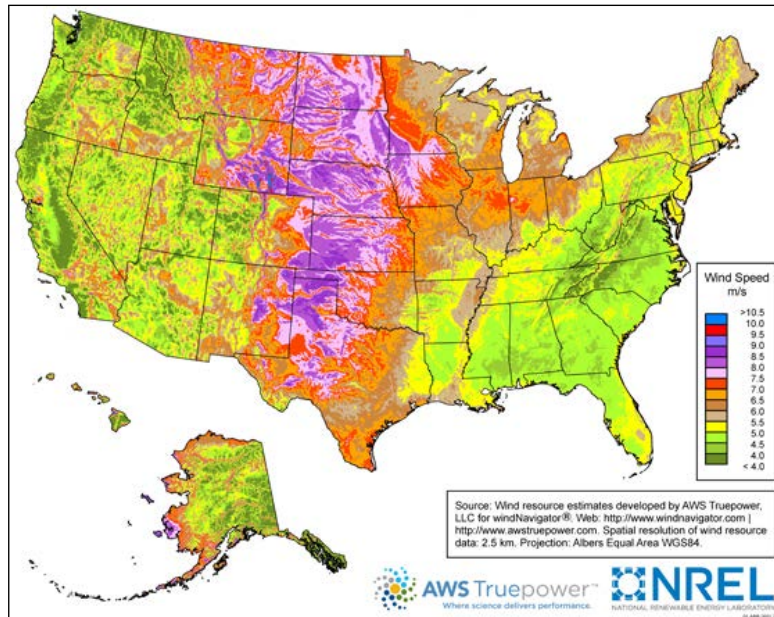 Wind Speed
m/s
>10.5
10.0
9.5
9.0
8.5
8.0
7.5
7.0
6.5
6.0
5.5
5.0
4.5
4.0
< 4.0
Source: Wind resource estimates developed by AWS Truepower,
LLC for windNavigator®. Web: http://www.windnavigator.com |
http://www.awstruepower.com. Spatial resolution of wind resource
data: 2.5 km. Projection: Albers Equal Area WGS84.
AWS Truepower™
Where science delivers performance.
NREL
NATIONAL RENEWABLE ENERGY LABORATORY